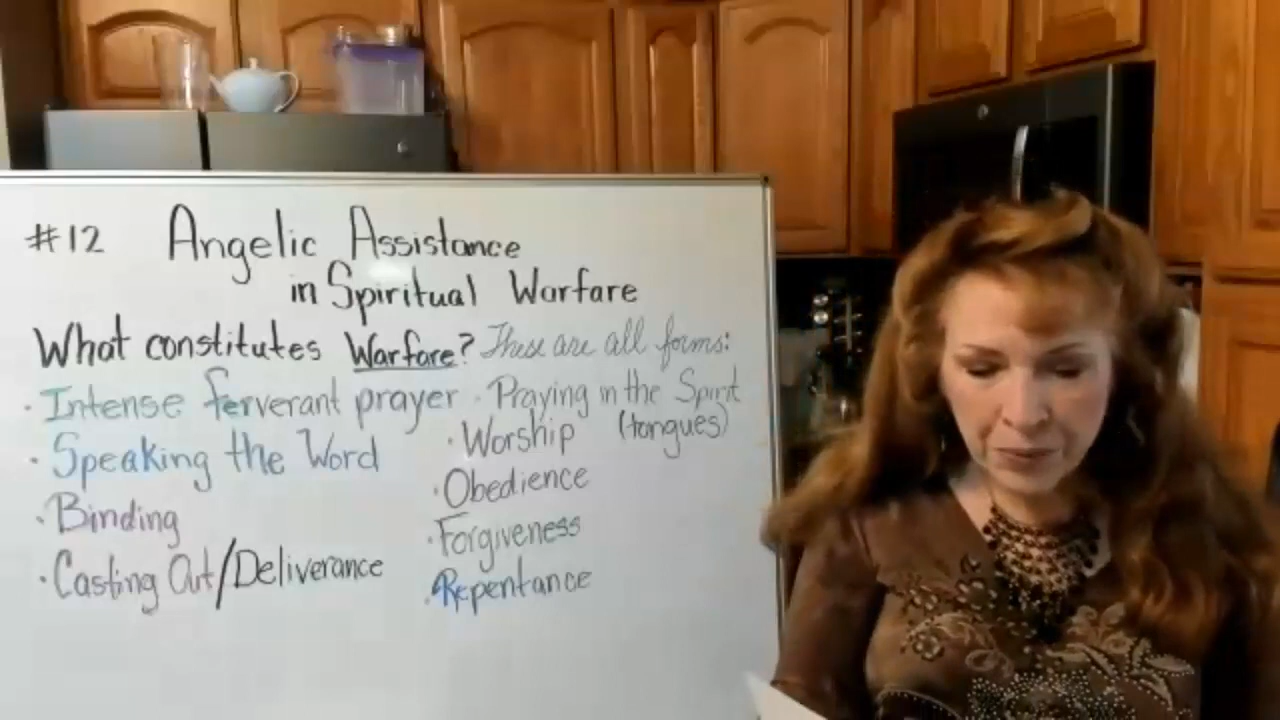 #12 Angelic Assistance
in Spiritual Warfare
What constitutes Warfare? These are all forms:
· Intense ferverant prayer
· Speaking the Word
· Binding
· Casting Out/Deliverance
· Praying in the Spirit
(tongues)
· Worship
· Obedience
· Forgiveness
· Repentance